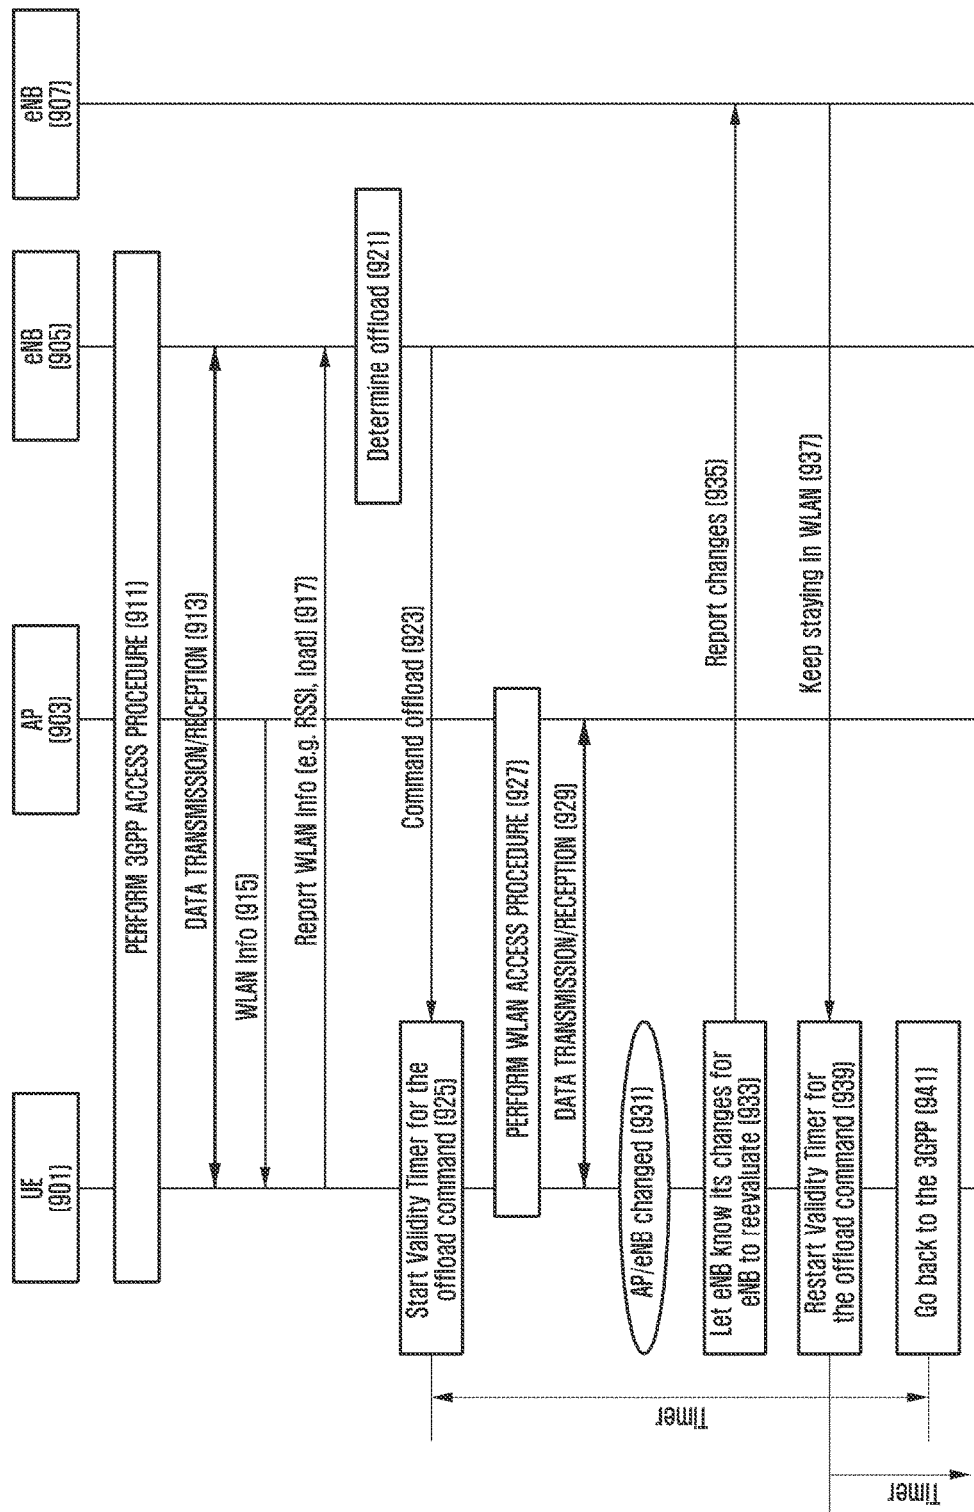 UE
(901)
AP
(903)
eNB
(905)
eNB
(907)
PERFORM 3GPP ACCESS PROCEDURE (911)
DATA TRANSMISSION/RECEPTION (913)
WLAN Info (915)
Report WLAN Info (e.g. RSSI, load) (917)
Determine offload (921)
Command offload (923)
Start Validity Timer for the
offload command (925)
PERFORM WLAN ACCESS PROCEDURE (927)
DATA TRANSMISSION/RECEPTION (929)
AP/eNB changed (931)
Let eNB know its changes for
eNB to reevaluate (933)
Report changes (935)
Keep staying in WLAN (937)
Restart Validity Timer for
the offload command (939)
Go back to the 3GPP (941)
Timer
Timer